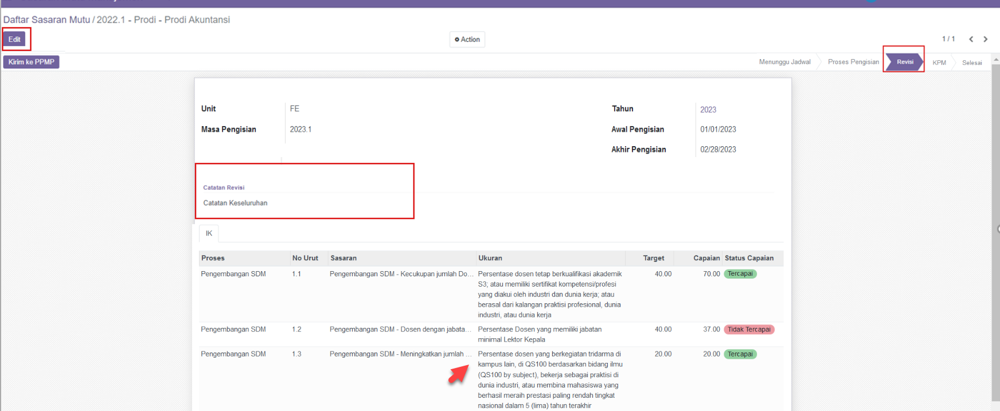 Daftar Sasaran Mutu / 2022.1 - Prodi - Prodi Akuntansi
Edit
Action
1 / 1
Kirim ke PPMP
Menunggu Jadwal
Proses Pengisian
Revisi
KPM
Selesai
Unit FE
Tahun 2023
Masa Pengisian 2023.1
Awal Pengisian 01/01/2023
Akhir Pengisian 02/28/2023
Catatan Revisi
Catatan Keseluruhan
IK
Proses No Urut Sasaran Ukuran Target Capaian Status Capaian
Pengembangan SDM 1.1 Pengembangan SDM - Kecukupan jumlah Do... Persentase dosen tetap berkualifikasi akademik 40.00 70.00 Tercapai
S3; atau memiliki sertifikat kompetensi/profesi
yang diakui oleh industri dan dunia kerja; atau
berasal dari kalangan praktisi profesional, dunia
industri, atau dunia kerja
Pengembangan SDM 1.2 Pengembangan SDM - Dosen dengan jabata... Persentase Dosen yang memiliki jabatan 40.00 37.00 Tidak Tercapai
minimal Lektor Kepala
Pengembangan SDM 1.3 Pengembangan SDM - Meningkatkan jumlah ... Persentase dosen yang berkegiatan tridarma di 20.00 20.00 Tercapai
kampus lain, di QS100 berdasarkan bidang ilmu
(QS100 by subject), bekerja sebagai praktisi di
dunia industri, atau membina mahasiswa yang
berhasil meraih prestasi paling rendah tingkat
nasional dalam 5 (lima) tahun terakhir